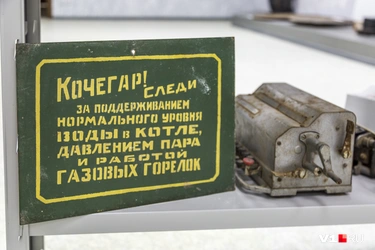 Кочегар! следи
за поддерживанием
нормального уровня
воды в котле,
давлением пара
и работой
газовых горелок